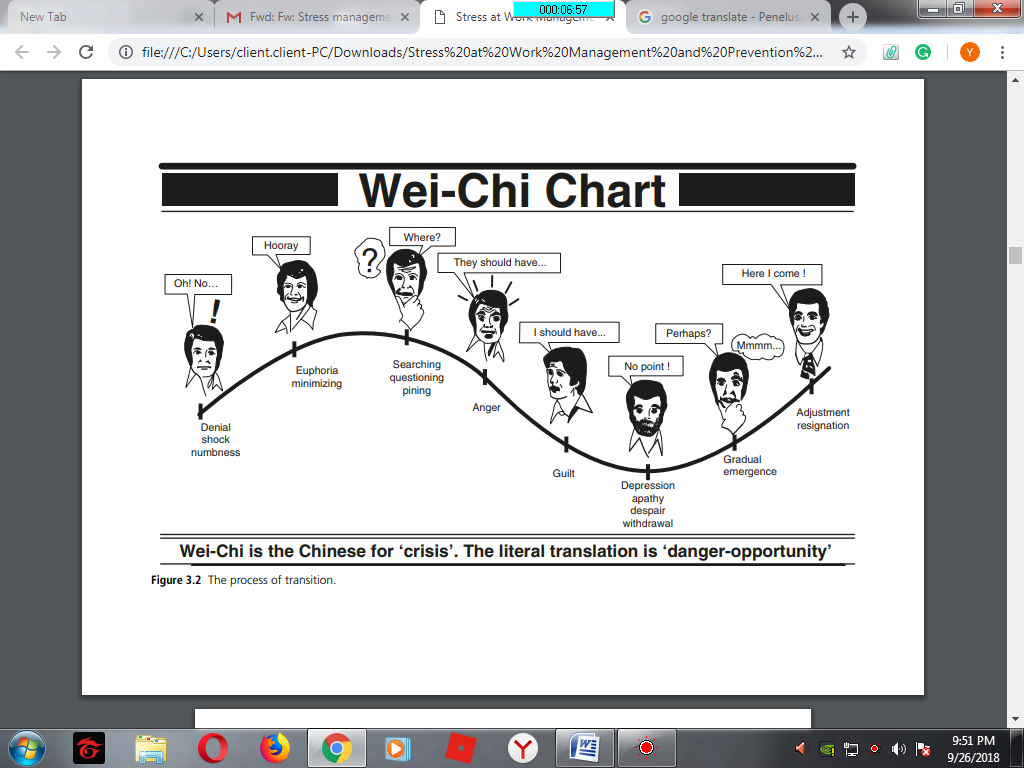 000:06:57
New Tab
Fwd: Fw: Stress manageme
Stress at Work Managem
google translate - Penelus
file:///C:/Users/client.client-PC/Downloads/Stress%20at%20Work%20Management%20and%20Prevention%2...
Y
Wei-Chi Chart
Oh! No...
!
Hooray
?
Where?
They should have...
I should have...
No point !
Perhaps?
Mmmm...
Here I come !
Denial
shock
numbness
Euphoria
minimizing
Searching
questioning
pining
Anger
Guilt
Depression
apathy
despair
withdrawal
Gradual
emergence
Adjustment
resignation
Wei-Chi is the Chinese for ‘crisis’. The literal translation is ‘danger-opportunity’
Figure 3.2 The process of transition.
9:51 PM
9/26/2018